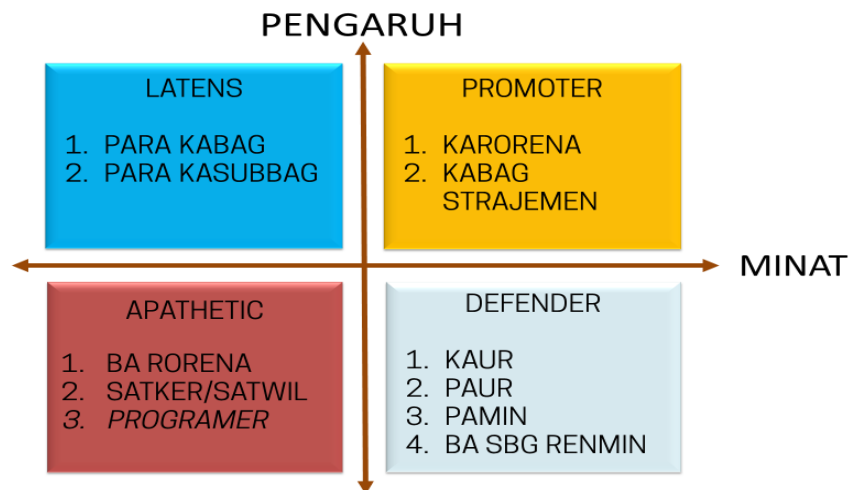 PENGARUH
LATENS
1. PARA KABAG
2. PARA KASUBBAG
PROMOTER
1. KARORENA
2. KABAG
STRAJEMEN
MINAT
APATHETIC
1. BA RORENA
2. SATKER/SATWIL
3. PROGRAMER
DEFENDER
1. KAUR
2. PAUR
3. PAMIN
4. BA SBG RENMIN